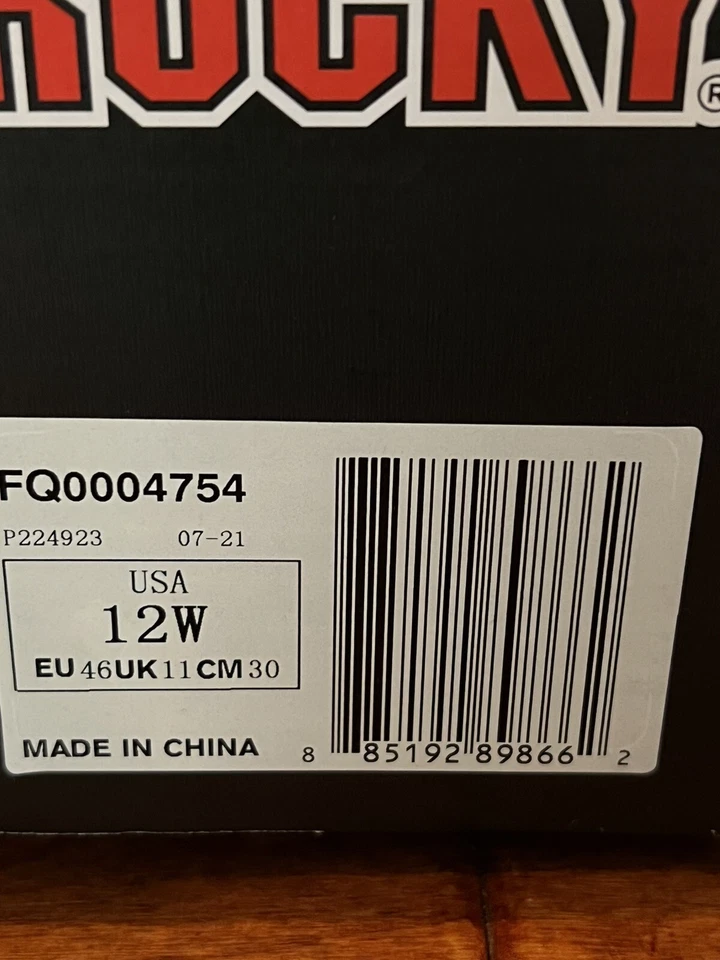 ROCKY®
FQ0004754
P224923 07-21
USA
12W
EU 46 UK 11 CM 30
MADE IN CHINA
8 85192 89866 2